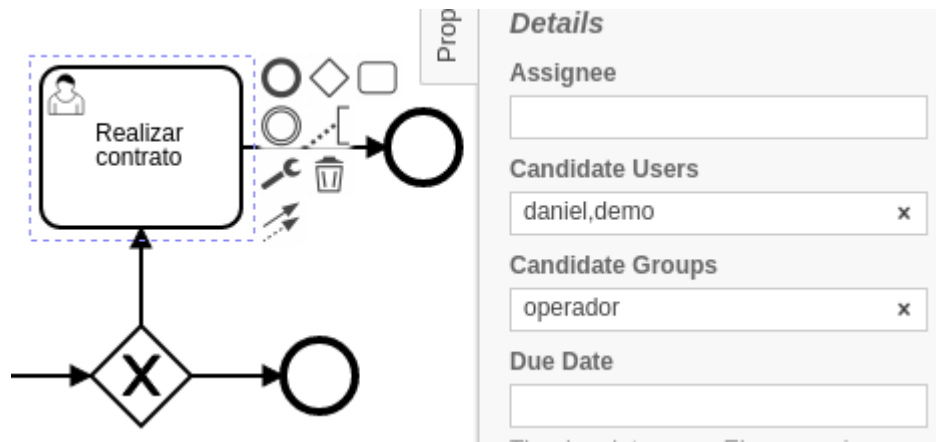 Realizar
contrato
X
Prop
Details
Assignee
Candidate Users
daniel,demo x
Candidate Groups
operador x
Due Date